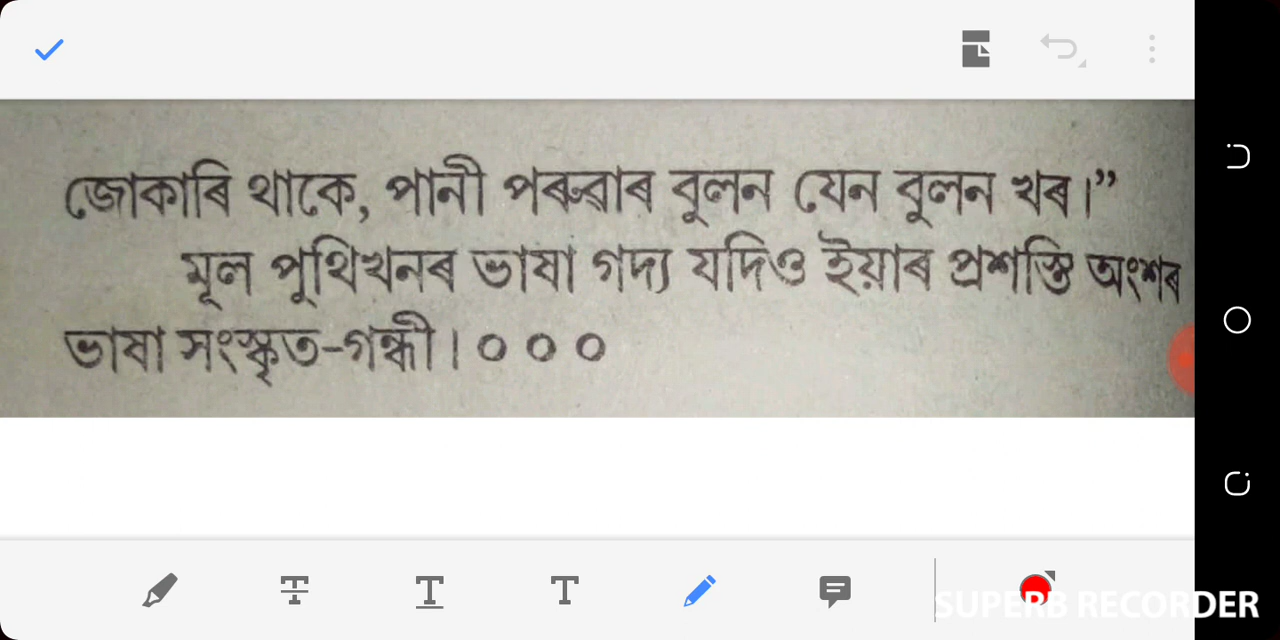 জোকাৰি থাকে, পানী পৰুৱাৰ বুলন যেন বুলন খৰ।”
মূল পুথিখনৰ ভাষা গদ্য যদিও ইয়াৰ প্ৰশস্তি অংশৰ
ভাষা সংস্কৃত-গন্ধী। ০ ০ ০
SUPERB RECORDER